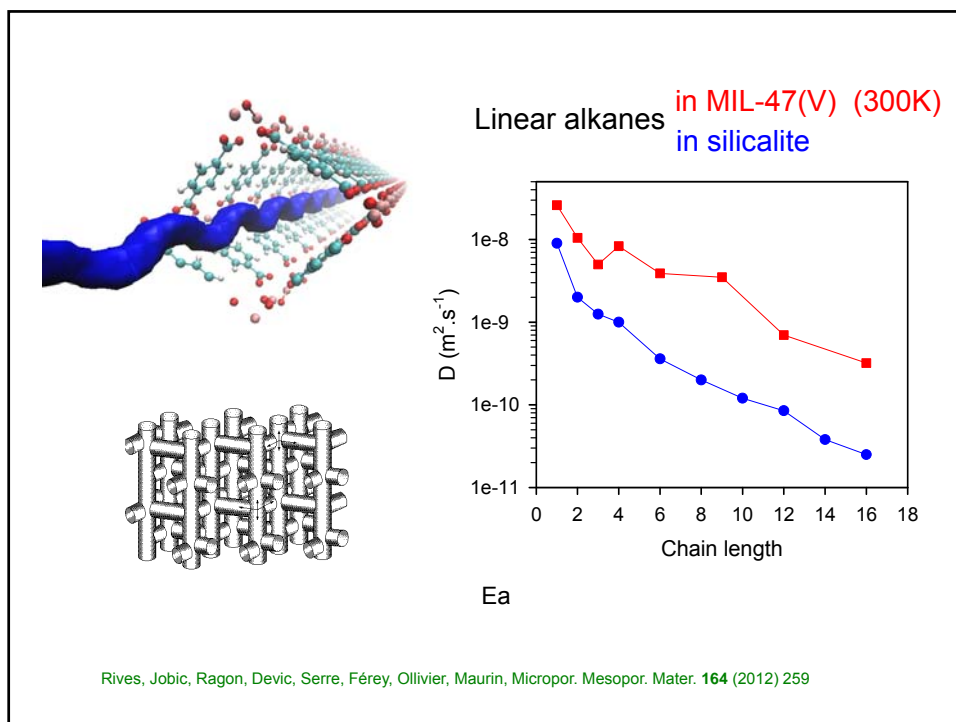 Linear alkanes
in MIL-47(V) (300K)
in silicalite
1e-8
1e-9
1e-10
1e-11
D (m².s⁻¹)
0 2 4 6 8 10 12 14 16 18
Chain length
Ea
Rives, Jobic, Ragon, Devic, Serre, Férey, Ollivier, Maurin, Micropor. Mesopor. Mater. 164 (2012) 259